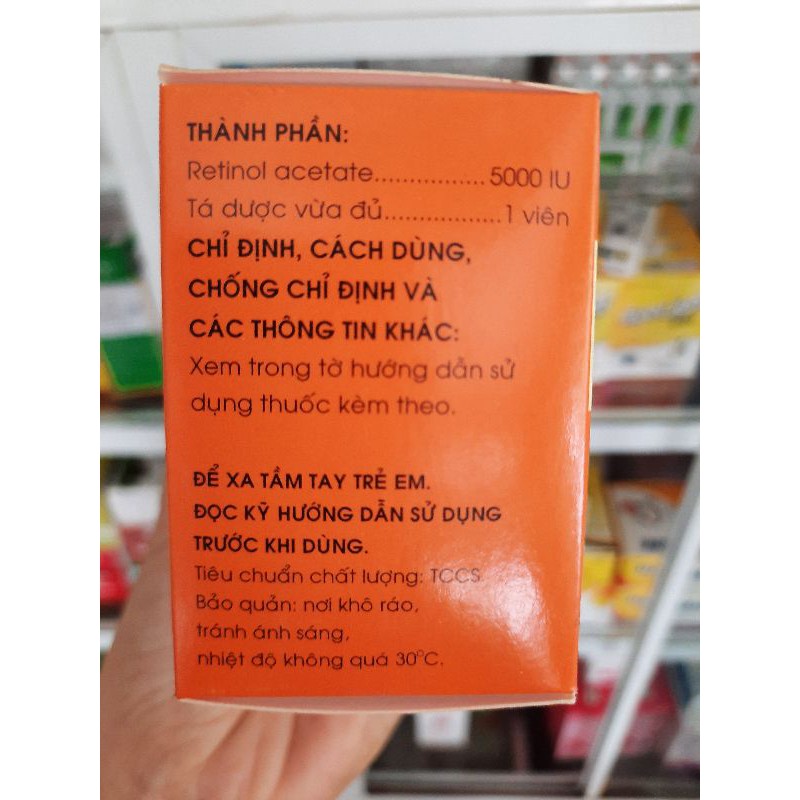 THÀNH PHẦN:
Retinol acetate................ 5000 IU
Tá dược vừa đủ.................1 viên
CHỈ ĐỊNH, CÁCH DÙNG,
CHỐNG CHỈ ĐỊNH VÀ
CÁC THÔNG TIN KHÁC:
Xem trong tờ hướng dẫn sử
dụng thuốc kèm theo.
ĐỂ XA TẦM TAY TRẺ EM.
ĐỌC KỸ HƯỚNG DẪN SỬ DỤNG
TRƯỚC KHI DÙNG.
Tiêu chuẩn chất lượng: TCCS
Bảo quản: nơi khô ráo,
tránh ánh sáng,
nhiệt độ không quá 30°C.